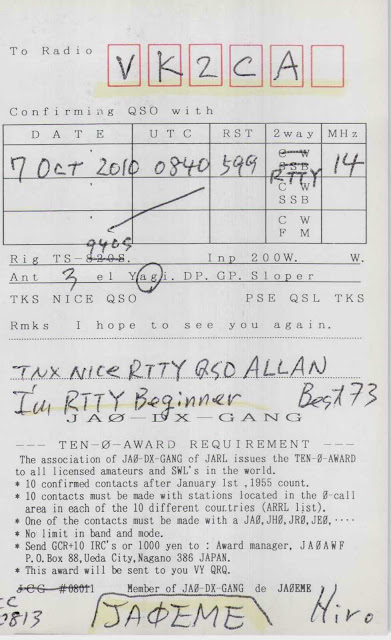 To Radio VK2CA
Confirming QSO with
DATE UTC RST 2way MHz
7 OCT 2010 0840 599 C W 14
SSB
RTTY
C W
SSB
C W
F M
940S
Rig TS-820S. Inp 200W. W.
Ant 3 el Yagi. DP. GP. Sloper
TKS NICE QSO PSE QSL TKS
Rmks I hope to see you again.
TNX NICE RTTY QSO ALLAN
I'm RTTY Beginner Best 73
JAØ-DX-GANG
--- TEN-Ø-AWARD REQUIREMENT ---
The association of JAØ-DX-GANG of JARL issues the TEN-Ø-AWARD
to all licensed amateurs and SWL's in the world.
* 10 confirmed contacts after January 1st ,1955 count.
* 10 contacts must be made with stations located in the Ø-call
area in each of the 10 different countries (ARRL list).
* One of the contacts must be made with a JAØ,JHØ,JRØ,JEØ,····
* No limit in band and mode.
* Send GCR+10 IRC's or 1000 yen to : Award manager, JAØAWF
P.O.Box 88,Ueda City,Nagano 386 JAPAN.
* This award will be sent to you VY QRQ.
JCG #08011 Member of JAØ-DX-GANG de JAØEME
0813 JAØEME Hiro